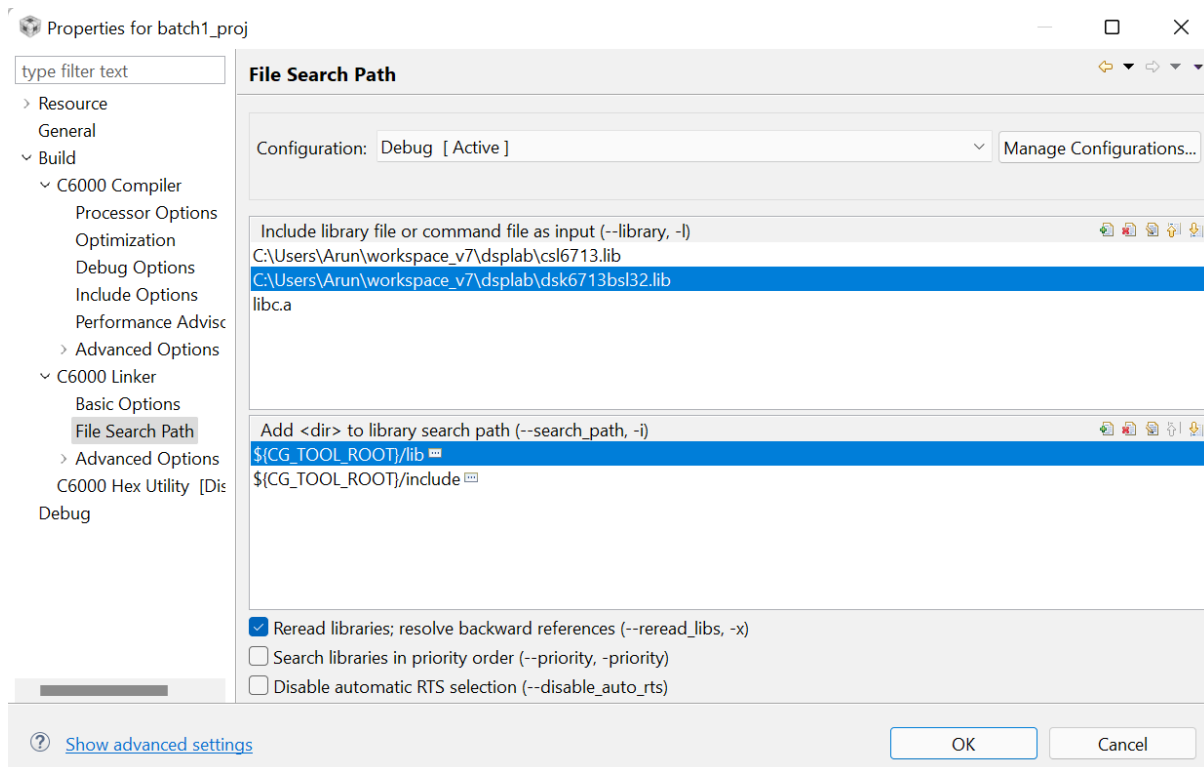 Properties for batch1_proj
type filter text
Resource
General
Build
C6000 Compiler
Processor Options
Optimization
Debug Options
Include Options
Performance Advisc
Advanced Options
C6000 Linker
Basic Options
File Search Path
Advanced Options
C6000 Hex Utility [Dis
Debug
File Search Path
Configuration: Debug [ Active ] Manage Configurations...
Include library file or command file as input (--library, -l)
C:\Users\Arun\workspace_v7\dsplab\csl6713.lib
C:\Users\Arun\workspace_v7\dsplab\dsk6713bsl32.lib
libc.a
Add <dir> to library search path (--search_path, -i)
${CG_TOOL_ROOT}/lib
${CG_TOOL_ROOT}/include
Reread libraries; resolve backward references (--reread_libs, -x)
Search libraries in priority order (--priority, -priority)
Disable automatic RTS selection (--disable_auto_rts)
Show advanced settings
OK Cancel